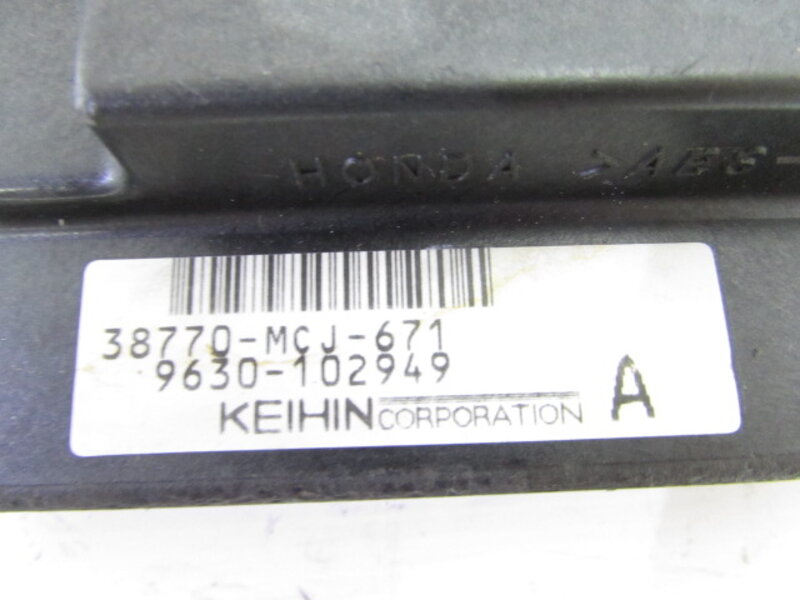 HONDA
38770-MCJ-671
9630-102949
KEIHIN CORPORATION A